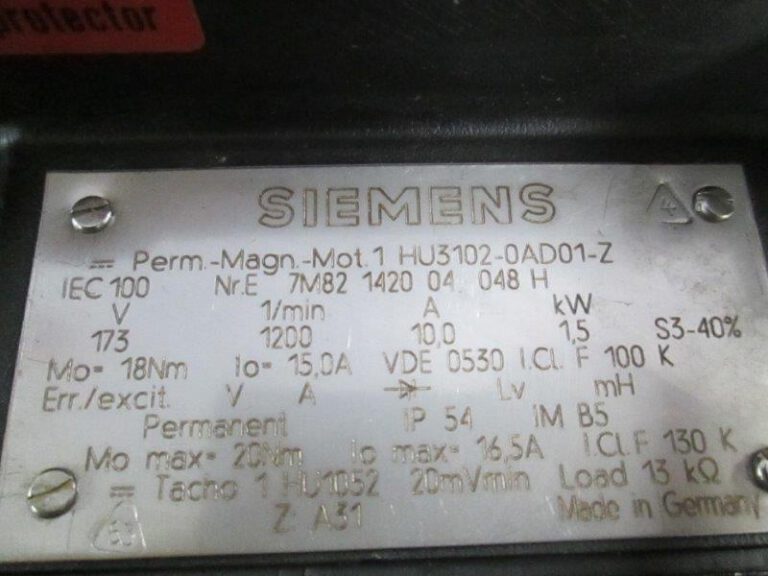 protector
SIEMENS
4
= Perm.-Magn.-Mot. 1 HU3102-0AD01-Z
IEC 100 Nr.E 7M82 1420 04 048 H
V 1/min A kW
173 1200 10,0 1,5 S3-40%
Mo= 18Nm Io= 15,0A VDE 0530 I.Cl. F 100 K
Err./excit. V A Lv mH
Permanent IP 54 IM B5
Mo max= 20Nm Io max= 16,5A I.Cl.F 130 K
= Tacho 1 HU1052 20mVmin Load 13 kΩ
Z: A31 Made in Germany